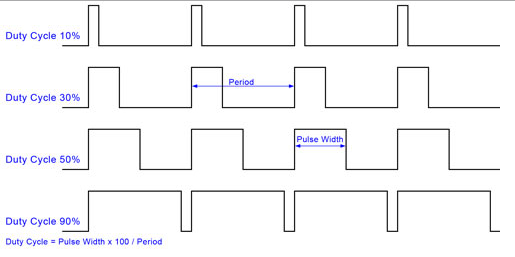 Duty Cycle 10%
Duty Cycle 30%
Period
Duty Cycle 50%
Pulse Width
Duty Cycle 90%
Duty Cycle = Pulse Width x 100 / Period